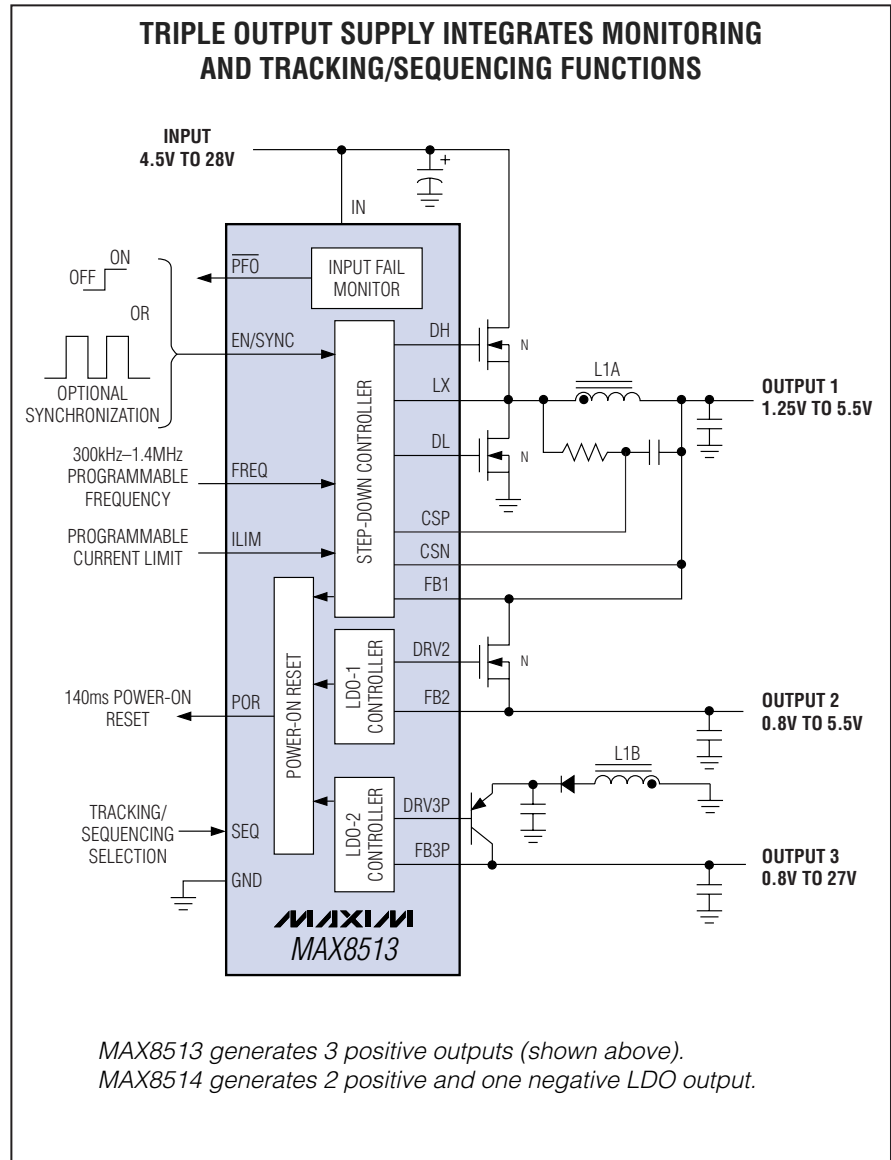 TRIPLE OUTPUT SUPPLY INTEGRATES MONITORING
AND TRACKING/SEQUENCING FUNCTIONS
INPUT
4.5V TO 28V
+
IN
ON
OFF
OR
OPTIONAL
SYNCHRONIZATION
PFO
INPUT FAIL
MONITOR
EN/SYNC
300kHz–1.4MHz
PROGRAMMABLE
FREQUENCY
FREQ
PROGRAMMABLE
CURRENT LIMIT
ILIM
STEP-DOWN CONTROLLER
DH
N
LX
L1A
OUTPUT 1
1.25V TO 5.5V
DL
N
CSP
CSN
FB1
140ms POWER-ON
RESET
POR
POWER-ON RESET
LDO-1
CONTROLLER
DRV2
N
FB2
OUTPUT 2
0.8V TO 5.5V
TRACKING/
SEQUENCING
SELECTION
SEQ
LDO-2
CONTROLLER
DRV3P
L1B
FB3P
OUTPUT 3
0.8V TO 27V
GND
MAXIM
MAX8513
MAX8513 generates 3 positive outputs (shown above).
MAX8514 generates 2 positive and one negative LDO output.